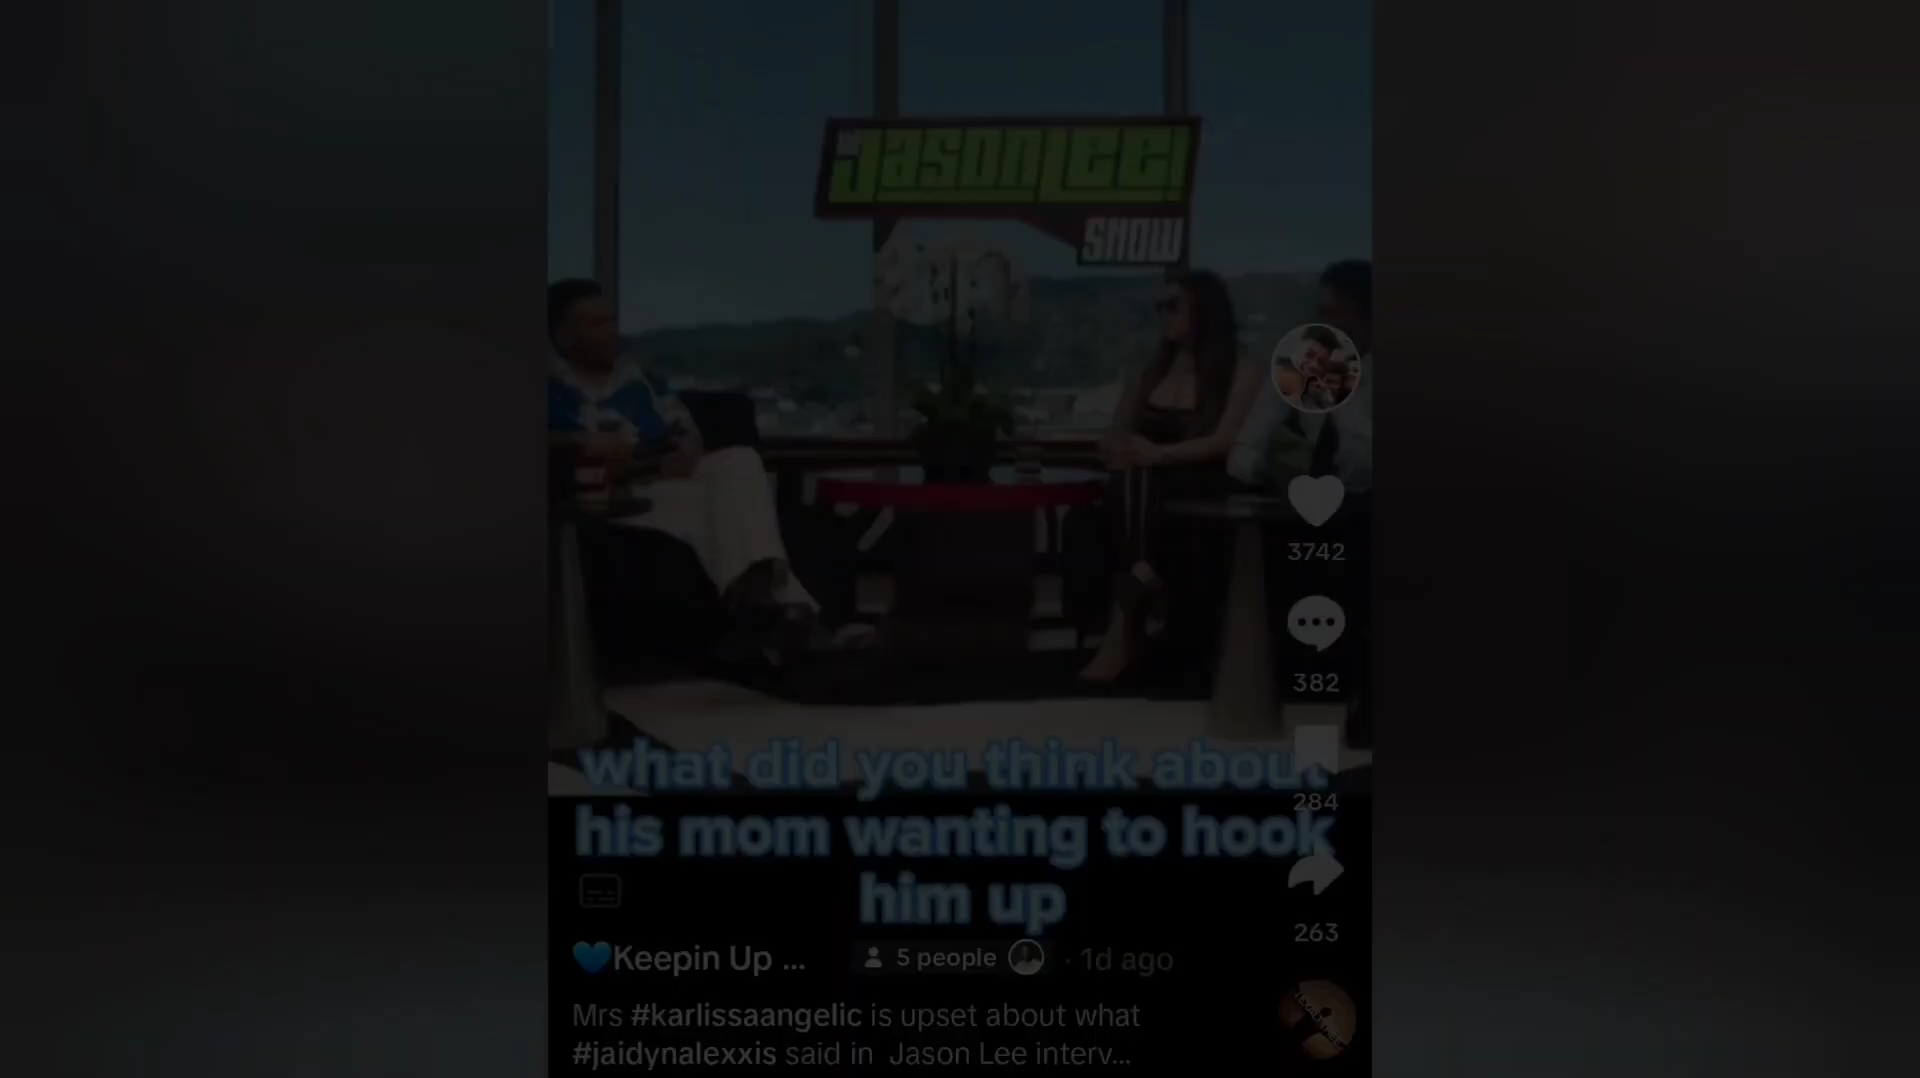 JasonLee!
SHOW
3742
382
what did you think about
284
his mom wanting to hook
him up
263
💙Keepin Up ...
5 people
· 1d ago
Mrs #karlissaangelic is upset about what
#jaidynalexxis said in Jason Lee interv...